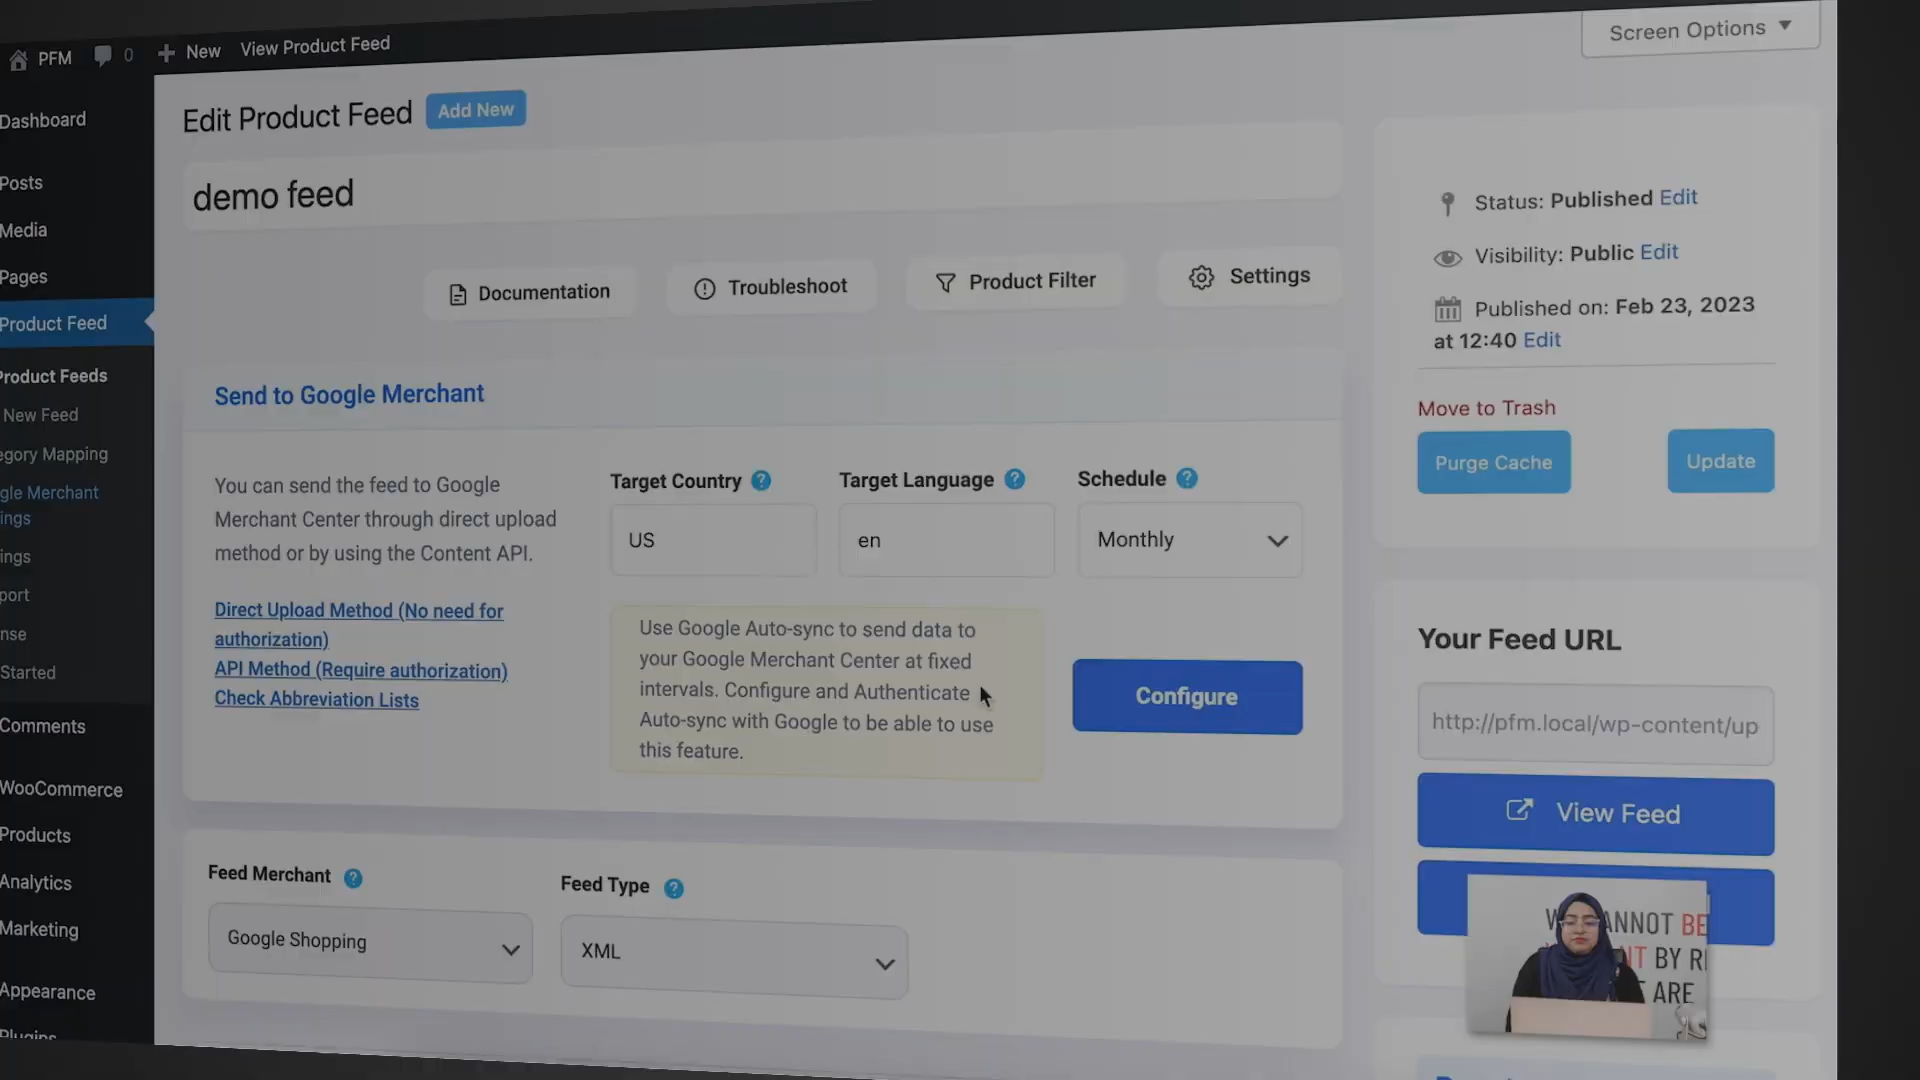 PFM 0 New View Product Feed
Screen Options
Dashboard
Posts
Media
Pages
Product Feed
Product Feeds
New Feed
egory Mapping
gle Merchant
ings
ings
port
nse
Started
Comments
WooCommerce
Products
Analytics
Marketing
Appearance
Plugins
Edit Product Feed Add New
demo feed
Documentation Troubleshoot Product Filter Settings
Send to Google Merchant
You can send the feed to Google
Merchant Center through direct upload
method or by using the Content API.
Direct Upload Method (No need for
authorization)
API Method (Require authorization)
Check Abbreviation Lists
Target Country ? Target Language ? Schedule ?
US en Monthly
Use Google Auto-sync to send data to
your Google Merchant Center at fixed
intervals. Configure and Authenticate
Auto-sync with Google to be able to use
this feature.
Configure
Feed Merchant ? Feed Type ?
Google Shopping XML
Status: Published Edit
Visibility: Public Edit
Published on: Feb 23, 2023
at 12:40 Edit
Move to Trash
Purge Cache Update
Your Feed URL
http://pfm.local/wp-content/up
View Feed
ANNOT BE
BY RE
ARE